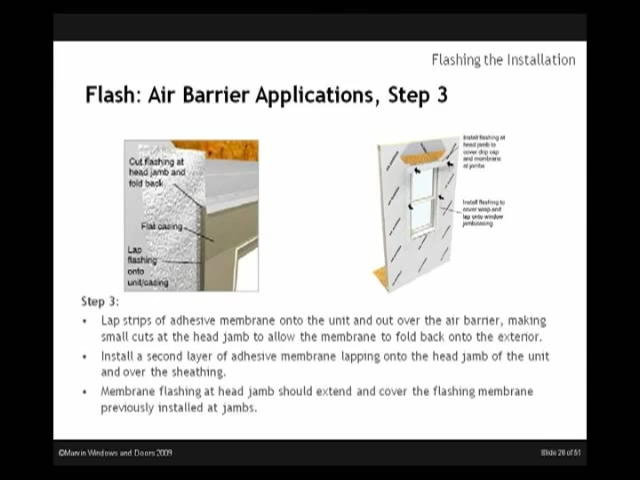 Flashing the Installation
Flash: Air Barrier Applications, Step 3
Cut flashing at
head jamb and
fold back
Flat casing
Lap
flashing
onto
unit/casing
Install flashing at
head jamb to
cover drip cap
and membrane
at jambs
Install flashing to
cover wrap and
lap onto window
jamb/casing
Step 3:
• Lap strips of adhesive membrane onto the unit and out over the air barrier, making
small cuts at the head jamb to allow the membrane to fold back onto the exterior.
• Install a second layer of adhesive membrane lapping onto the head jamb of the unit
and over the sheathing.
• Membrane flashing at head jamb should extend and cover the flashing membrane
previously installed at jambs.
©Marvin Windows and Doors 2009
Slide 28 of 51